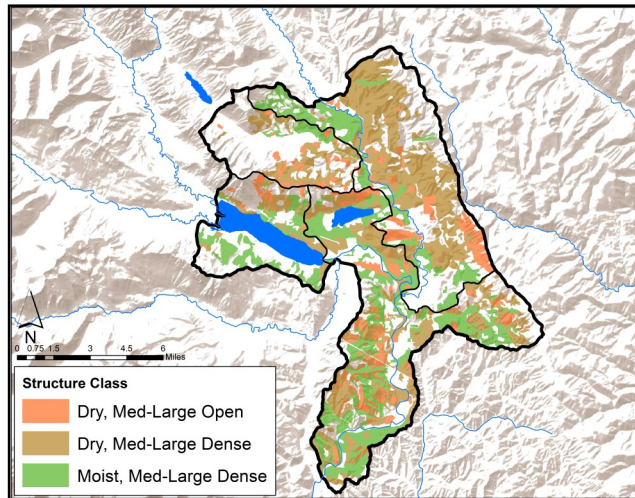 N
0 0.75 1.5 3 4.5 6
Miles
Structure Class
Dry, Med-Large Open
Dry, Med-Large Dense
Moist, Med-Large Dense